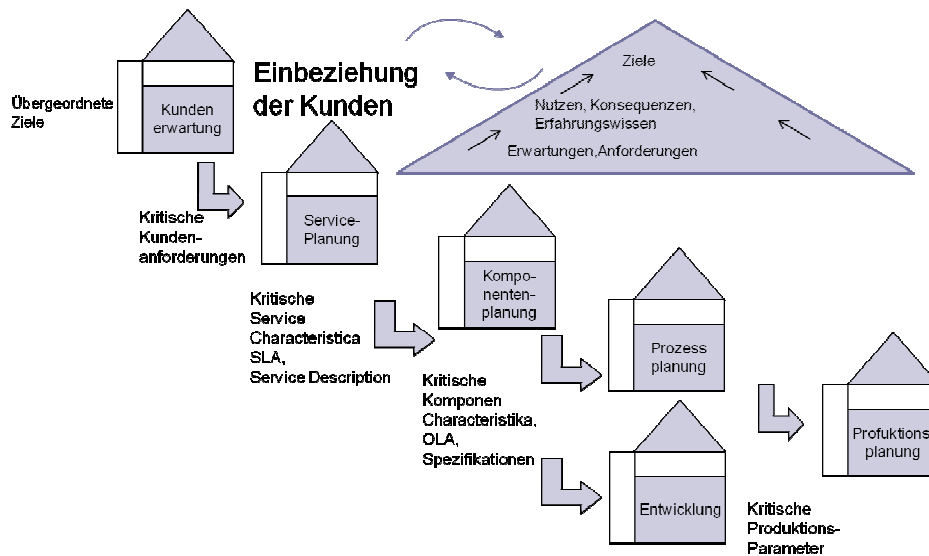 Übergeordnete
Ziele
Kunden
erwartung
Einbeziehung
der Kunden
Ziele
Nutzen, Konsequenzen,
Erfahrungswissen
Erwartungen,Anforderungen
Kritische
Kunden-
anforderungen
Service-
Planung
Kritische
Service
Characteristica
SLA,
Service Description
Kompo-
nenten-
planung
Kritische
Komponen
Characteristika,
OLA,
Spezifikationen
Prozess
planung
Entwicklung
Kritische
Produktions-
Parameter
Profuktions
planung